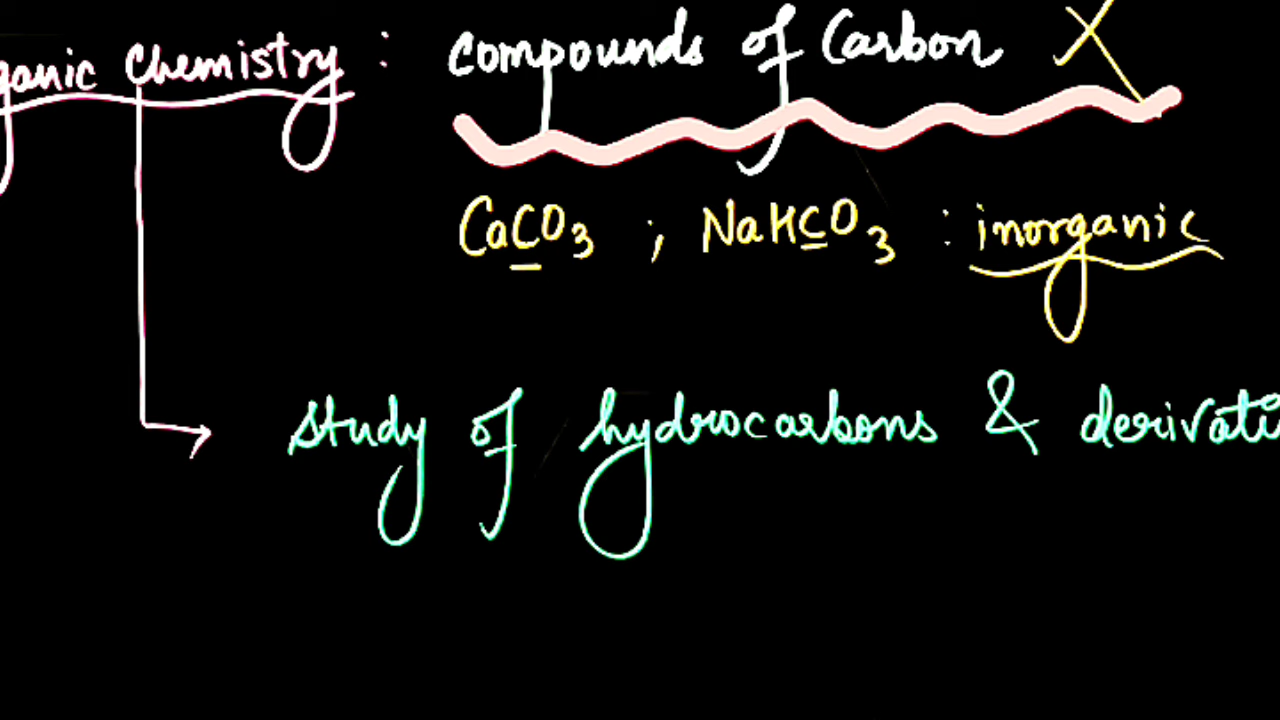 ganic Chemistry : Compounds of Carbon X
CaCO3 ; NaHCO3 : inorganic
study of hydrocarbons & derivati